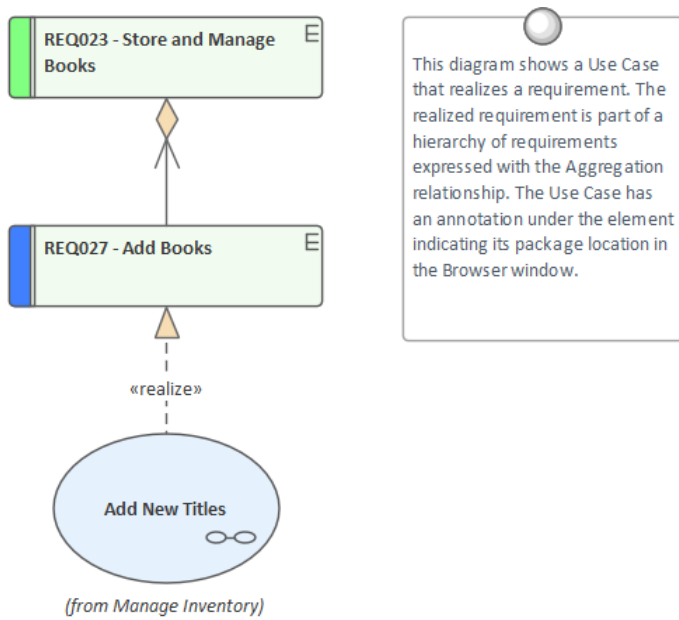 REQ023 - Store and Manage
Books
E
REQ027 - Add Books
E
«realize»
Add New Titles
(from Manage Inventory)
This diagram shows a Use Case
that realizes a requirement. The
realized requirement is part of a
hierarchy of requirements
expressed with the Aggregation
relationship. The Use Case has
an annotation under the element
indicating its package location in
the Browser window.